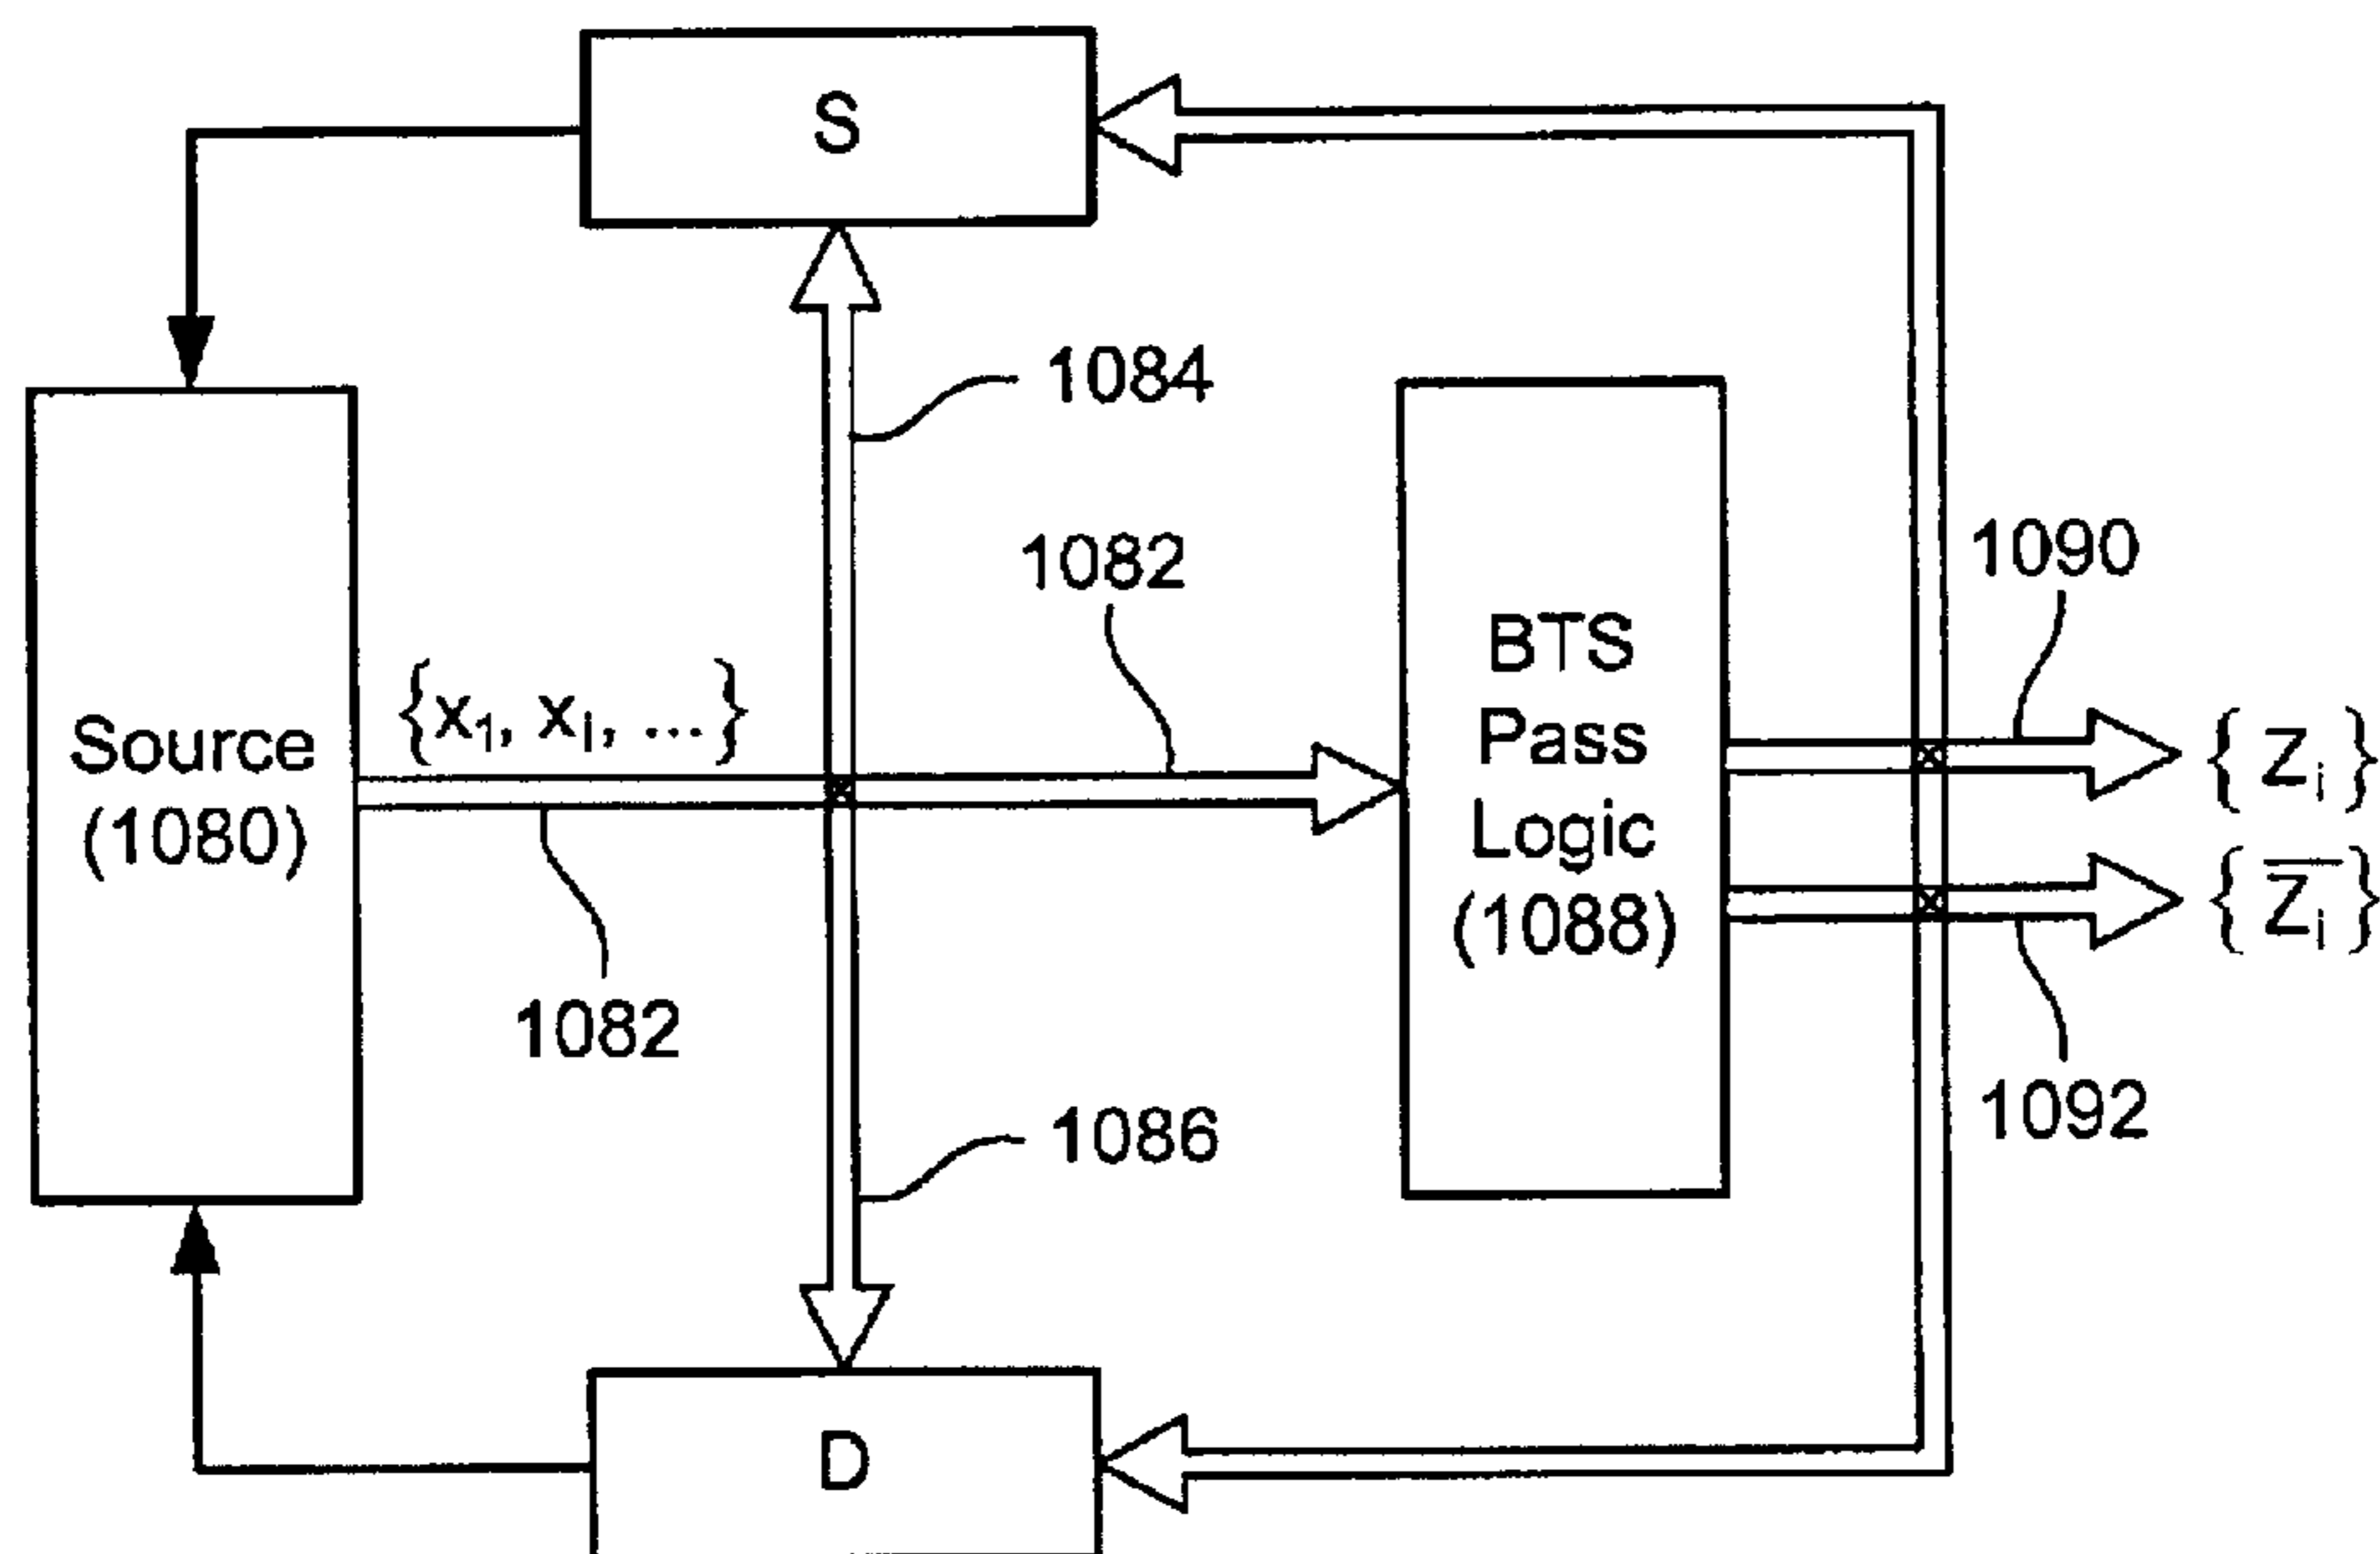 S
1084
1082
1090
BTS
Pass
Logic
(1088)
{x₁, xᵢ, ...}
Source
(1080)
{ Zᵢ }
{ Z̅ᵢ }
1082
1092
1086
D